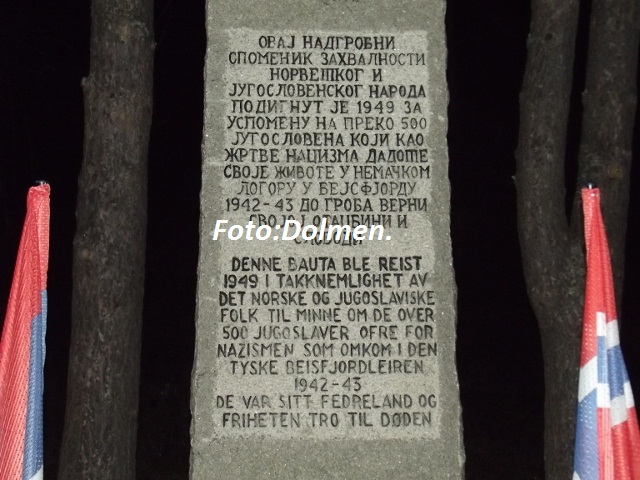 ОВАЈ НАДГРОБНИ
СПОМЕНИК ЗАХВАЛНОСТИ
НОРВЕШКОГ И
ЈУГОСЛОВЕНСКОГ НАРОДА
ПОДИГНУТ ЈЕ 1949 ЗА
УСПОМЕНУ НА ПРЕКО 500
ЈУГОСЛОВЕНА КОЈИ КАО
ЖРТВЕ НАЦИЗМА ДАДОШЕ
СВОЈЕ ЖИВОТЕ У НЕМАЧКОМ
ЛОГОРУ У БЕЈСФЈОРДУ
1942-43 ДО ГРОБА ВЕРНИ
СВОЈОЈ ОТАЏБИНИ И
Foto:Dolmen.
СЛОБОДИ
DENNE BAUTA BLE REIST
1949 I TAKKNEMLIGHET AV
DET NORSKE OG JUGOSLAVISKE
FOLK TIL MINNE OM DE OVER
500 JUGOSLAVER OFRE FOR
NAZISMEN SOM OMKOM I DEN
TYSKE BEISFJORDLEIREN
1942-43
DE VAR SITT FEDRELAND OG
FRIHETEN TRO TIL DØDEN